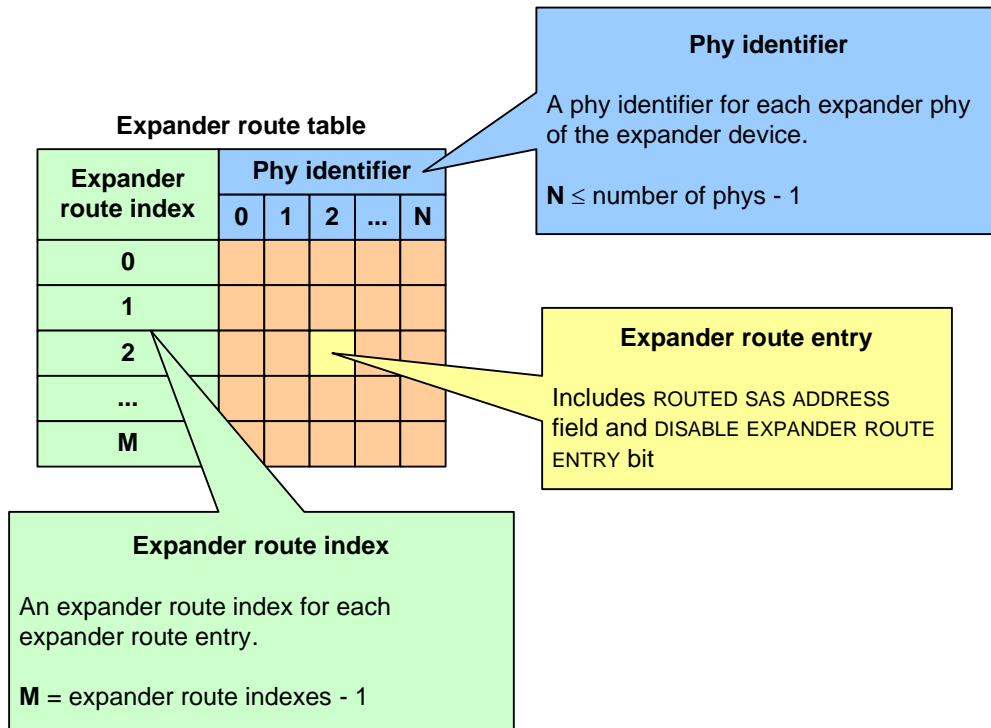 Phy identifier
A phy identifier for each expander phy
of the expander device.
N ≤ number of phys - 1
Expander route table
Expander
route index
Phy identifier
0 1 2 ... N
0
1
2
...
M
Expander route entry
Includes ROUTED SAS ADDRESS
field and DISABLE EXPANDER ROUTE
ENTRY bit
Expander route index
An expander route index for each
expander route entry.
M = expander route indexes - 1